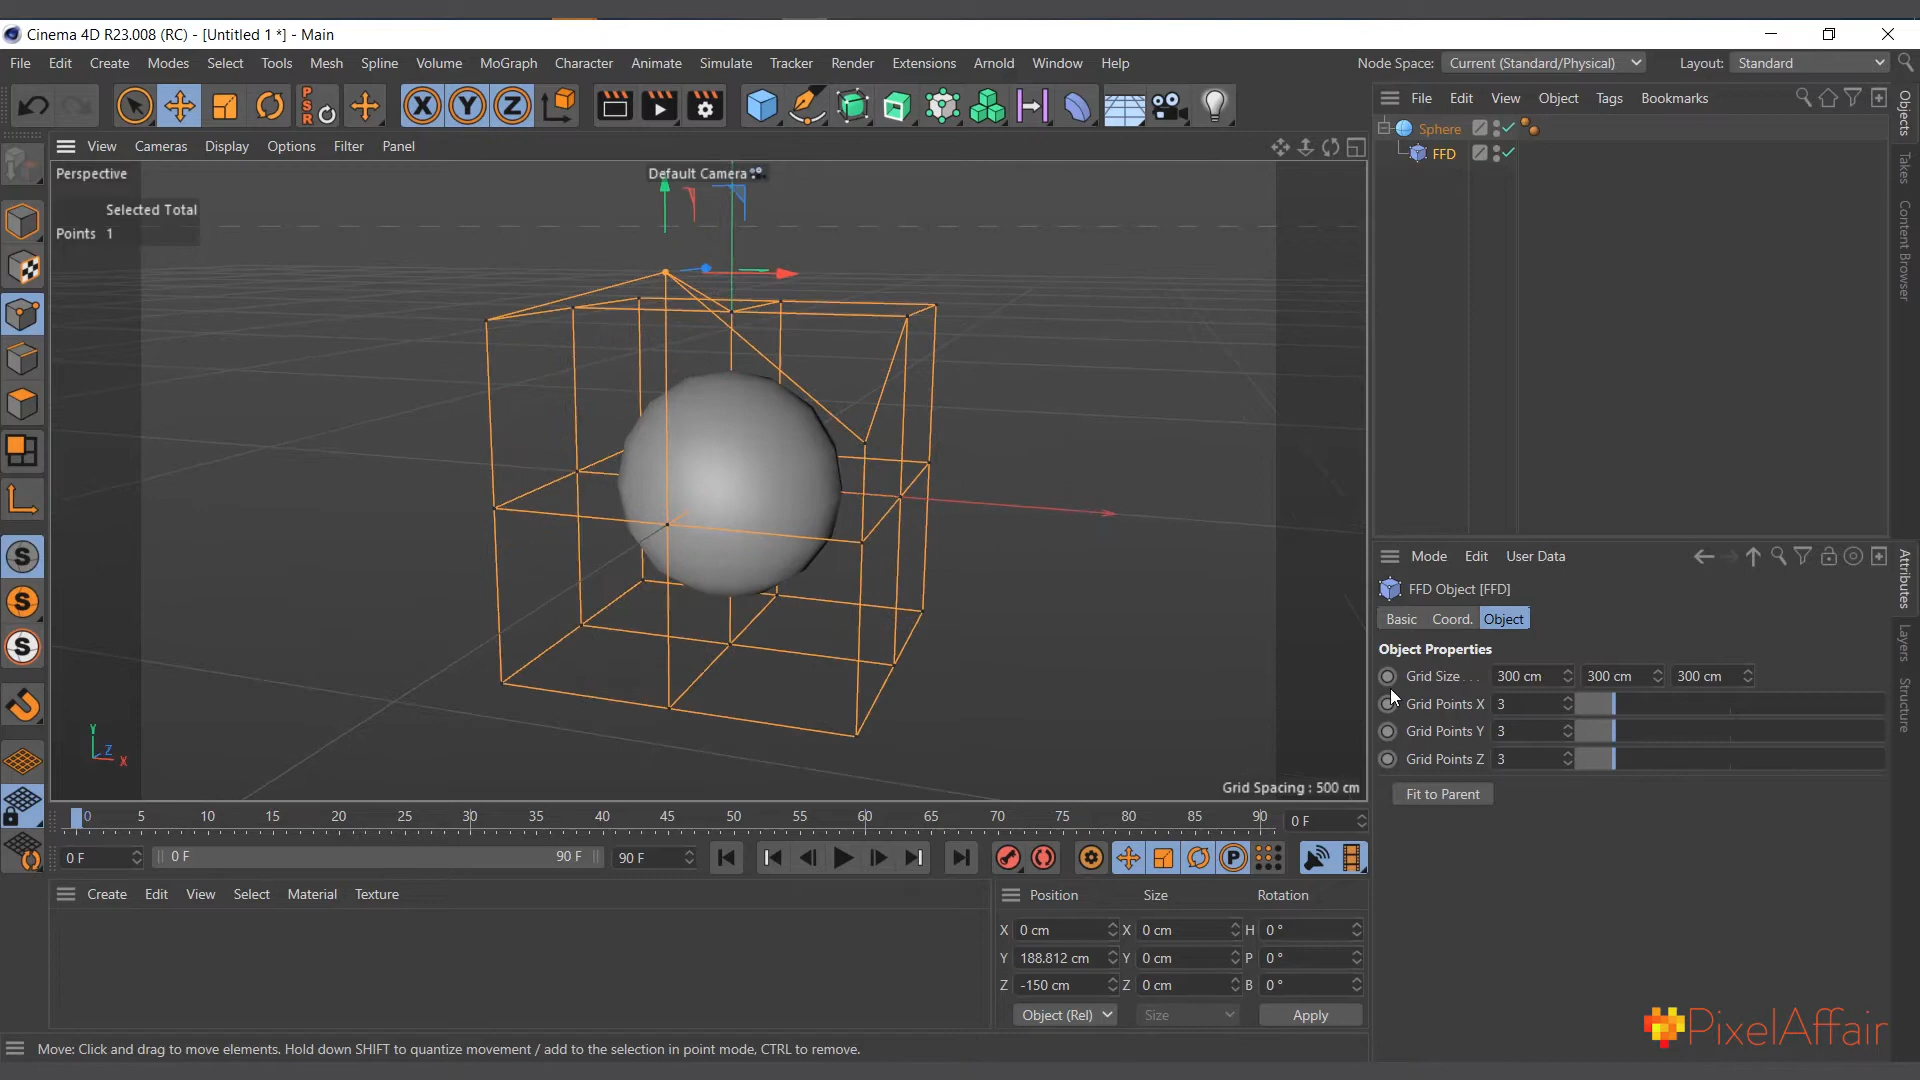 Cinema 4D R23.008 (RC) - [Untitled 1 *] - Main
File Edit Create Modes Select Tools Mesh Spline Volume MoGraph Character Animate Simulate Tracker Render Extensions Arnold Window Help Node Space: Current (Standard/Physical) Layout: Standard
PSR X Y Z
File Edit View Object Tags Bookmarks
Objects
Takes
Content Browser
Sphere
FFD
View Cameras Display Options Filter Panel
Perspective
Default Camera
Selected Total
Points 1
Y
Z
X
Grid Spacing : 500 cm
S
S
S
Mode Edit User Data
Attributes
Layers
Structure
FFD Object [FFD]
Basic Coord. Object
Object Properties
Grid Size . . . 300 cm 300 cm 300 cm
Grid Points X 3
Grid Points Y 3
Grid Points Z 3
Fit to Parent
0 5 10 15 20 25 30 35 40 45 50 55 60 65 70 75 80 85 90 0 F
0 F 0 F 90 F 90 F P
Create Edit View Select Material Texture
Position Size Rotation
X 0 cm X 0 cm H 0 °
Y 188.812 cm Y 0 cm P 0 °
Z -150 cm Z 0 cm B 0 °
Object (Rel) Size Apply
PixelAffair
Move: Click and drag to move elements. Hold down SHIFT to quantize movement / add to the selection in point mode, CTRL to remove.